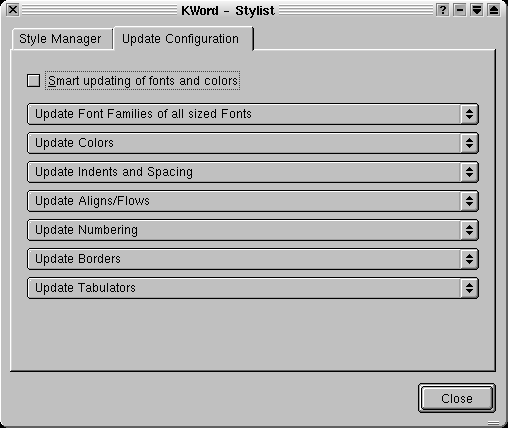 KWord - Stylist
Style Manager Update Configuration
Smart updating of fonts and colors
Update Font Families of all sized Fonts
Update Colors
Update Indents and Spacing
Update Aligns/Flows
Update Numbering
Update Borders
Update Tabulators
Close